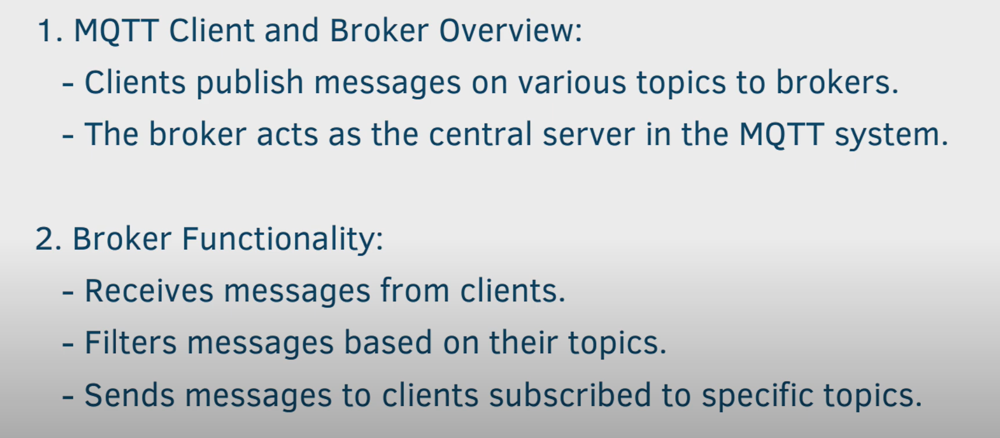 1. MQTT Client and Broker Overview:
- Clients publish messages on various topics to brokers.
- The broker acts as the central server in the MQTT system.
2. Broker Functionality:
- Receives messages from clients.
- Filters messages based on their topics.
- Sends messages to clients subscribed to specific topics.